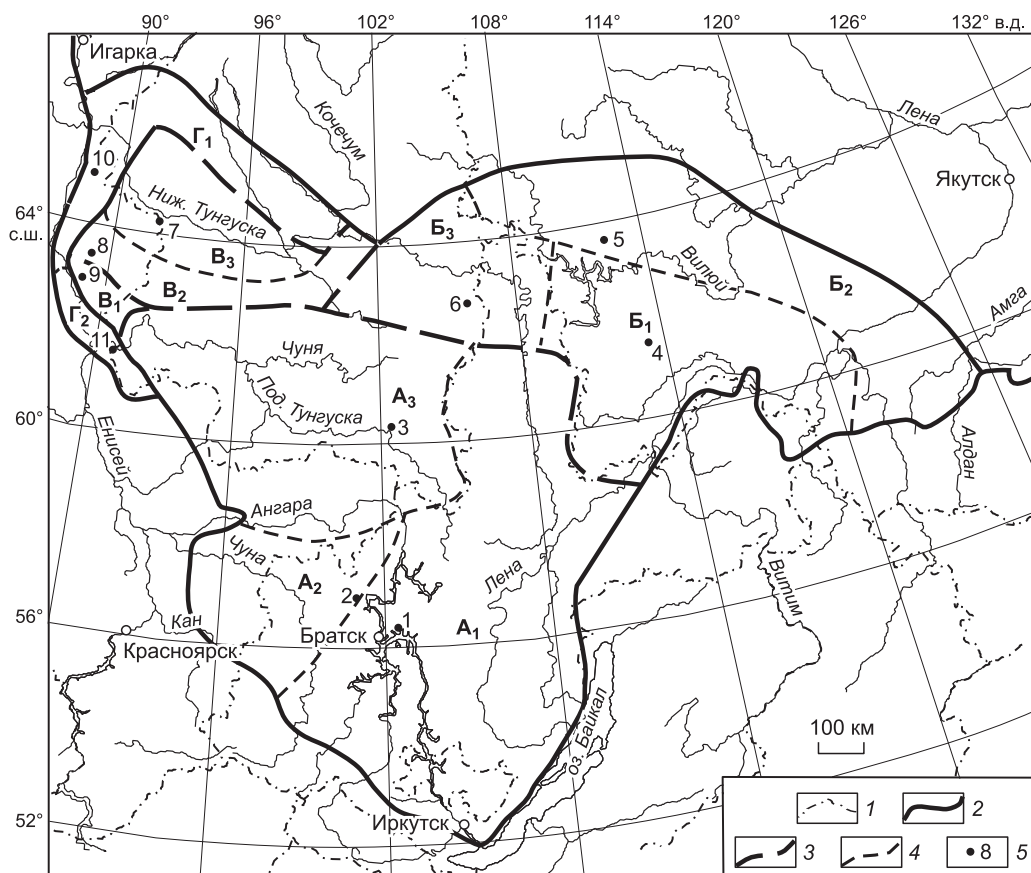 90° 96° 102° 108° 114° 120° 126° 132° в.д.
Игарка
Кочечум
Лена
Г₁
10
Якутск
64°
с.ш.
Ниж. Тунгуска
7
Б₃
5
8
В₃
Вилюй
9
В₁
В₂
6
Б₂
Г₂
Б₁
Амга
11
Чуня
4
Под. Тунгуска
А₃
60°
3
Енисей
Алдан
Ангара
Чуна
Лена
Витим
А₂
2
56°
Кан
1
А₁
Братск
Красноярск
оз. Байкал
100 км
52°
Иркутск
1 2
3 4 8 5